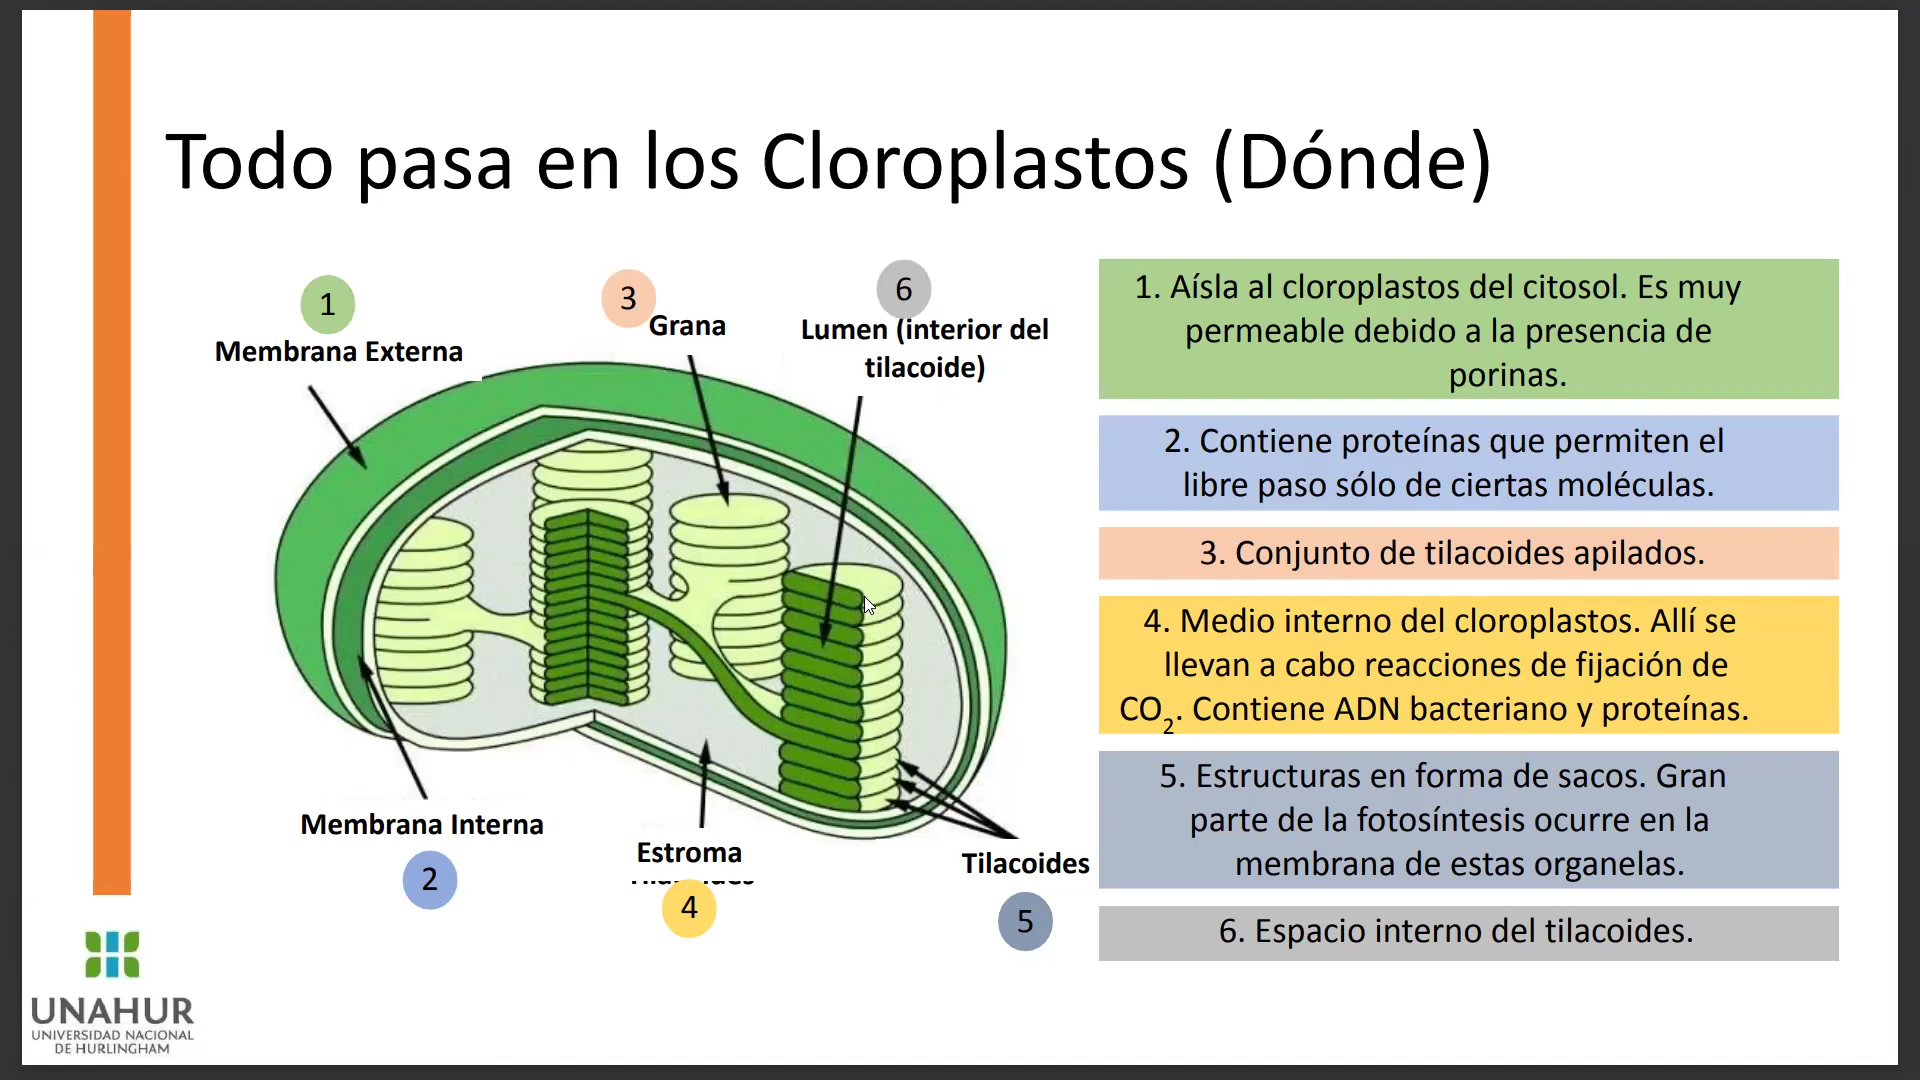 Todo pasa en los Cloroplastos (Dónde)
1
Membrana Externa
3
Grana
6
Lumen (interior del
tilacoide)
Membrana Interna
2
Estroma
4
Tilacoides
5
1. Aísla al cloroplastos del citosol. Es muy
permeable debido a la presencia de
porinas.
2. Contiene proteínas que permiten el
libre paso sólo de ciertas moléculas.
3. Conjunto de tilacoides apilados.
4. Medio interno del cloroplastos. Allí se
llevan a cabo reacciones de fijación de
CO2. Contiene ADN bacteriano y proteínas.
5. Estructuras en forma de sacos. Gran
parte de la fotosíntesis ocurre en la
membrana de estas organelas.
6. Espacio interno del tilacoides.
UNAHUR
UNIVERSIDAD NACIONAL
DE HURLINGHAM